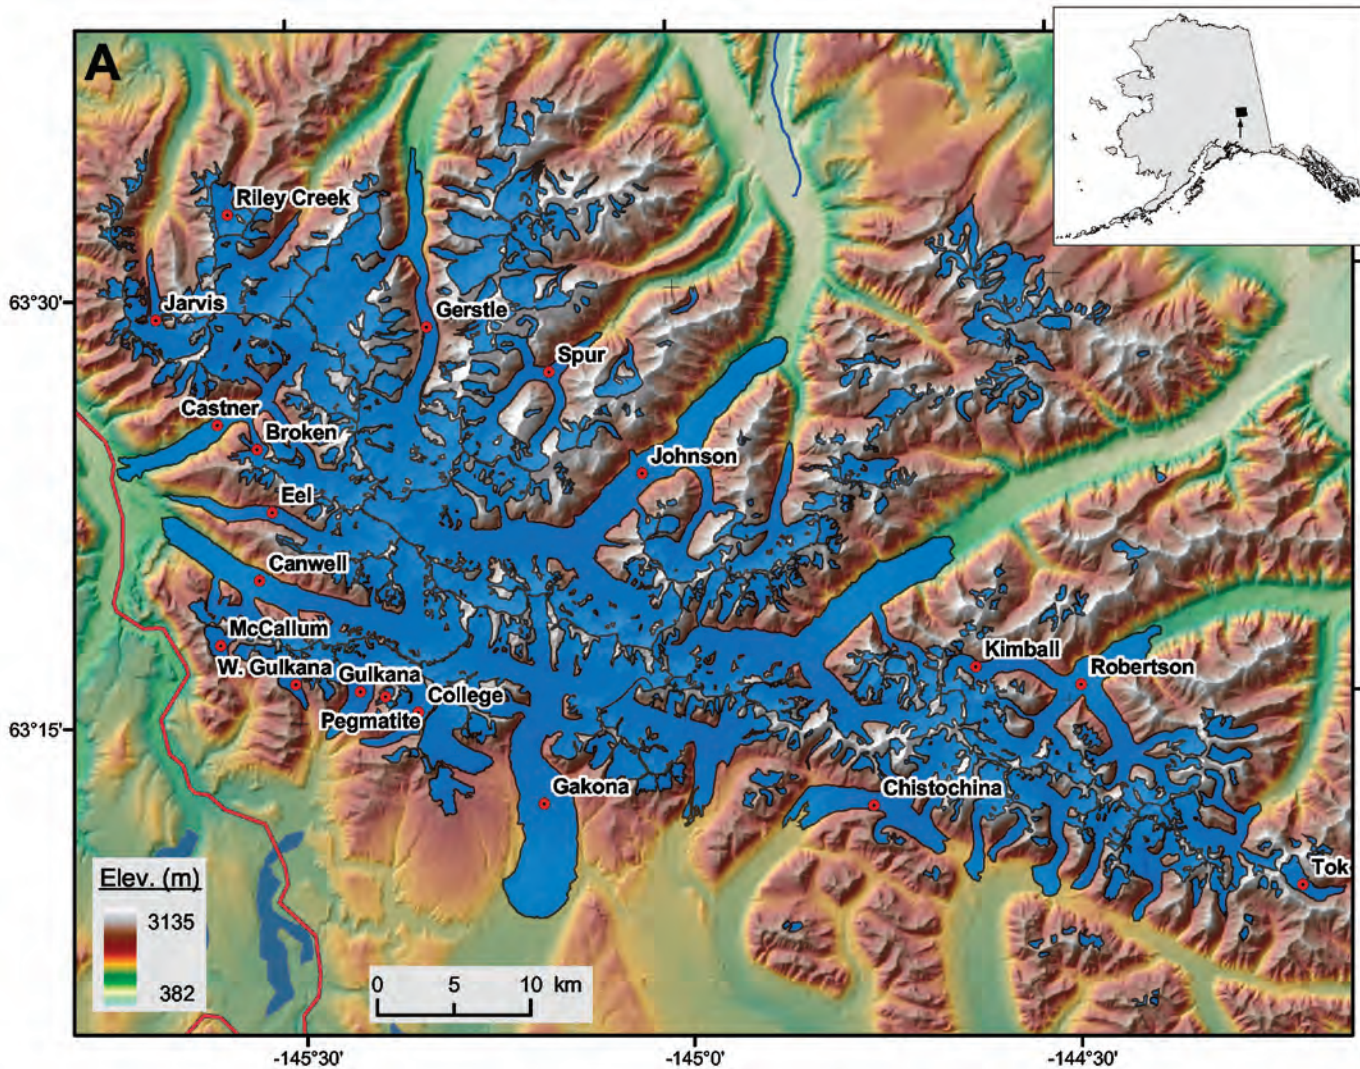 A
Riley Creek
63°30'
Jarvis
Gerstle
Spur
Castner
Broken
Johnson
Eel
Canwell
McCallum
Kimball
W. Gulkana
Gulkana
Robertson
College
Pegmatite
63°15'
Gakona
Chistochina
Tok
Elev. (m)
3135
382
0 5 10 km
-145°30'
-145°0'
-144°30'